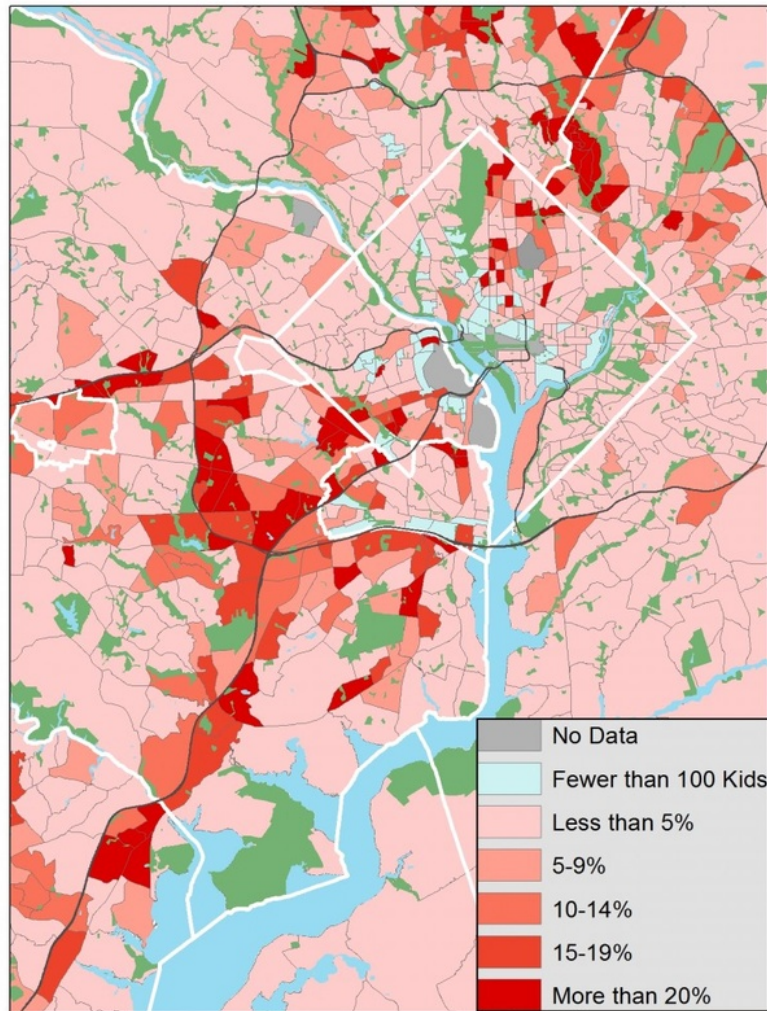 No Data
Fewer than 100 Kids
Less than 5%
5-9%
10-14%
15-19%
More than 20%